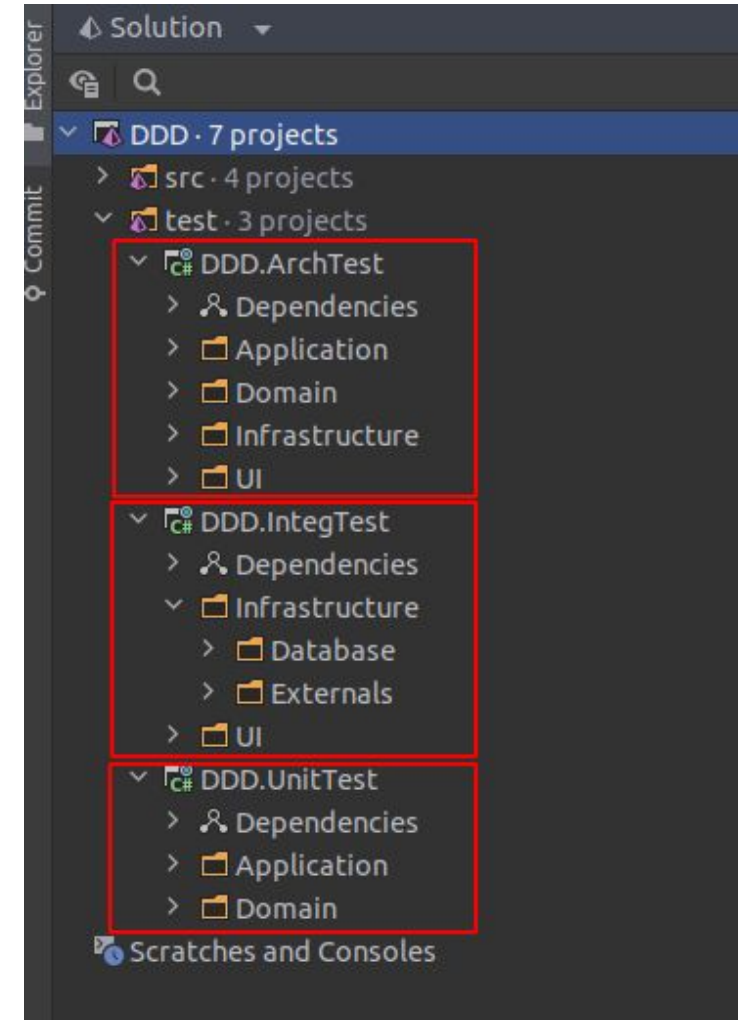 Explorer
Commit
Solution
DDD · 7 projects
src · 4 projects
test · 3 projects
C# DDD.ArchTest
Dependencies
Application
Domain
Infrastructure
UI
C# DDD.IntegTest
Dependencies
Infrastructure
Database
Externals
UI
C# DDD.UnitTest
Dependencies
Application
Domain
Scratches and Consoles